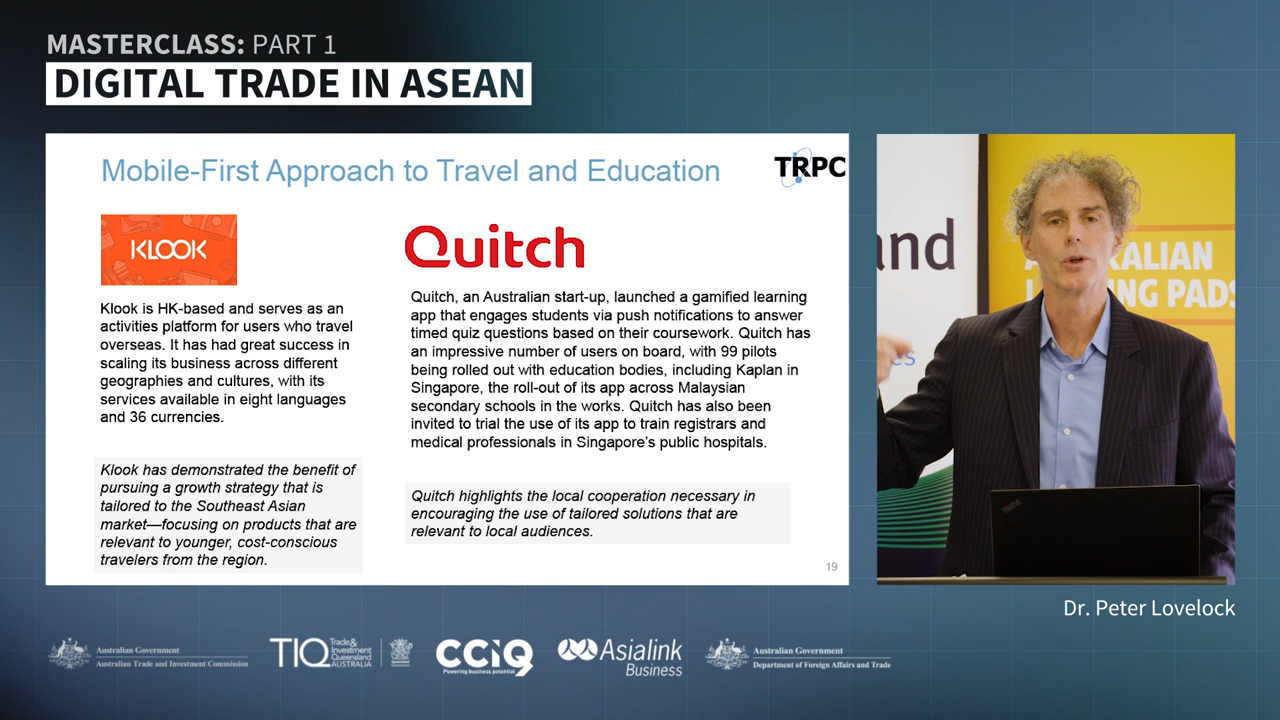 MASTERCLASS: PART 1
DIGITAL TRADE IN ASEAN
Mobile-First Approach to Travel and Education
TRPC
KLOOK
Klook is HK-based and serves as an
activities platform for users who travel
overseas. It has had great success in
scaling its business across different
geographies and cultures, with its
services available in eight languages
and 36 currencies.
Klook has demonstrated the benefit of
pursuing a growth strategy that is
tailored to the Southeast Asian
market—focusing on products that are
relevant to younger, cost-conscious
travelers from the region.
Quitch
Quitch, an Australian start-up, launched a gamified learning
app that engages students via push notifications to answer
timed quiz questions based on their coursework. Quitch has
an impressive number of users on board, with 99 pilots
being rolled out with education bodies, including Kaplan in
Singapore, the roll-out of its app across Malaysian
secondary schools in the works. Quitch has also been
invited to trial the use of its app to train registrars and
medical professionals in Singapore's public hospitals.
Quitch highlights the local cooperation necessary in
encouraging the use of tailored solutions that are
relevant to local audiences.
19
and
ThinkPad
Dr. Peter Lovelock
Australian Government
Australian Trade and Investment Commission
TIQ
Trade &
Investment
Queensland
AUSTRALIA
CCiQ
Powering business potential
Asialink
Business
Australian Government
Department of Foreign Affairs and Trade